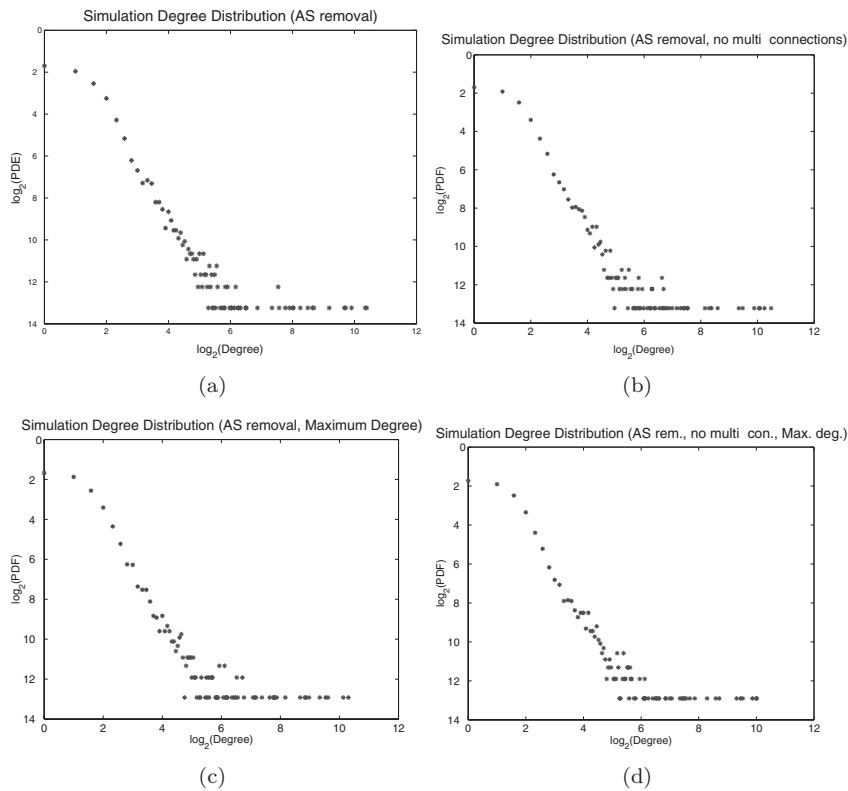 Simulation Degree Distribution (AS removal)
0
2
4
6
8
10
12
14
log2(PDE)
0 2 4 6 8 10 12
log2(Degree)
(a)
Simulation Degree Distribution (AS removal, no multi connections)
0
2
4
6
8
10
12
14
log2(PDF)
0 2 4 6 8 10 12
log2(Degree)
(b)
Simulation Degree Distribution (AS removal, Maximum Degree)
0
2
4
6
8
10
12
14
log2(PDF)
0 2 4 6 8 10 12
log2(Degree)
(c)
Simulation Degree Distribution (AS rem., no multi con., Max. deg.)
0
2
4
6
8
10
12
14
log2(PDF)
0 2 4 6 8 10 12
log2(Degree)
(d)